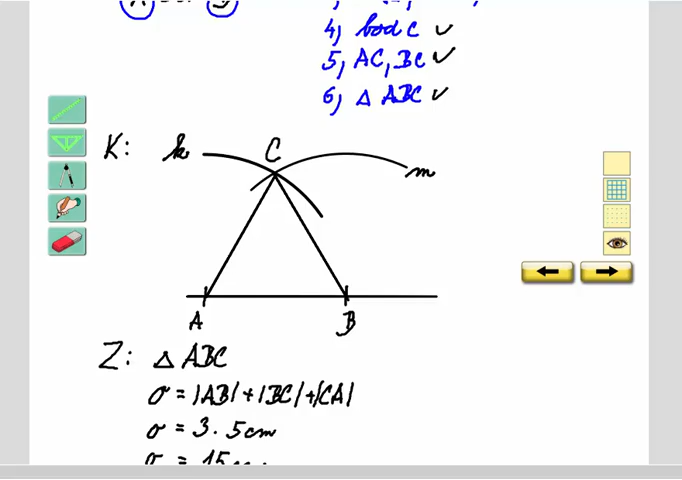 4, bod C ✓
5, AC, BC ✓
6, △ ABC ✓
K: k C m
A B
Z: △ ABC
σ = |AB| + |BC| + |CA|
σ = 3 . 5cm